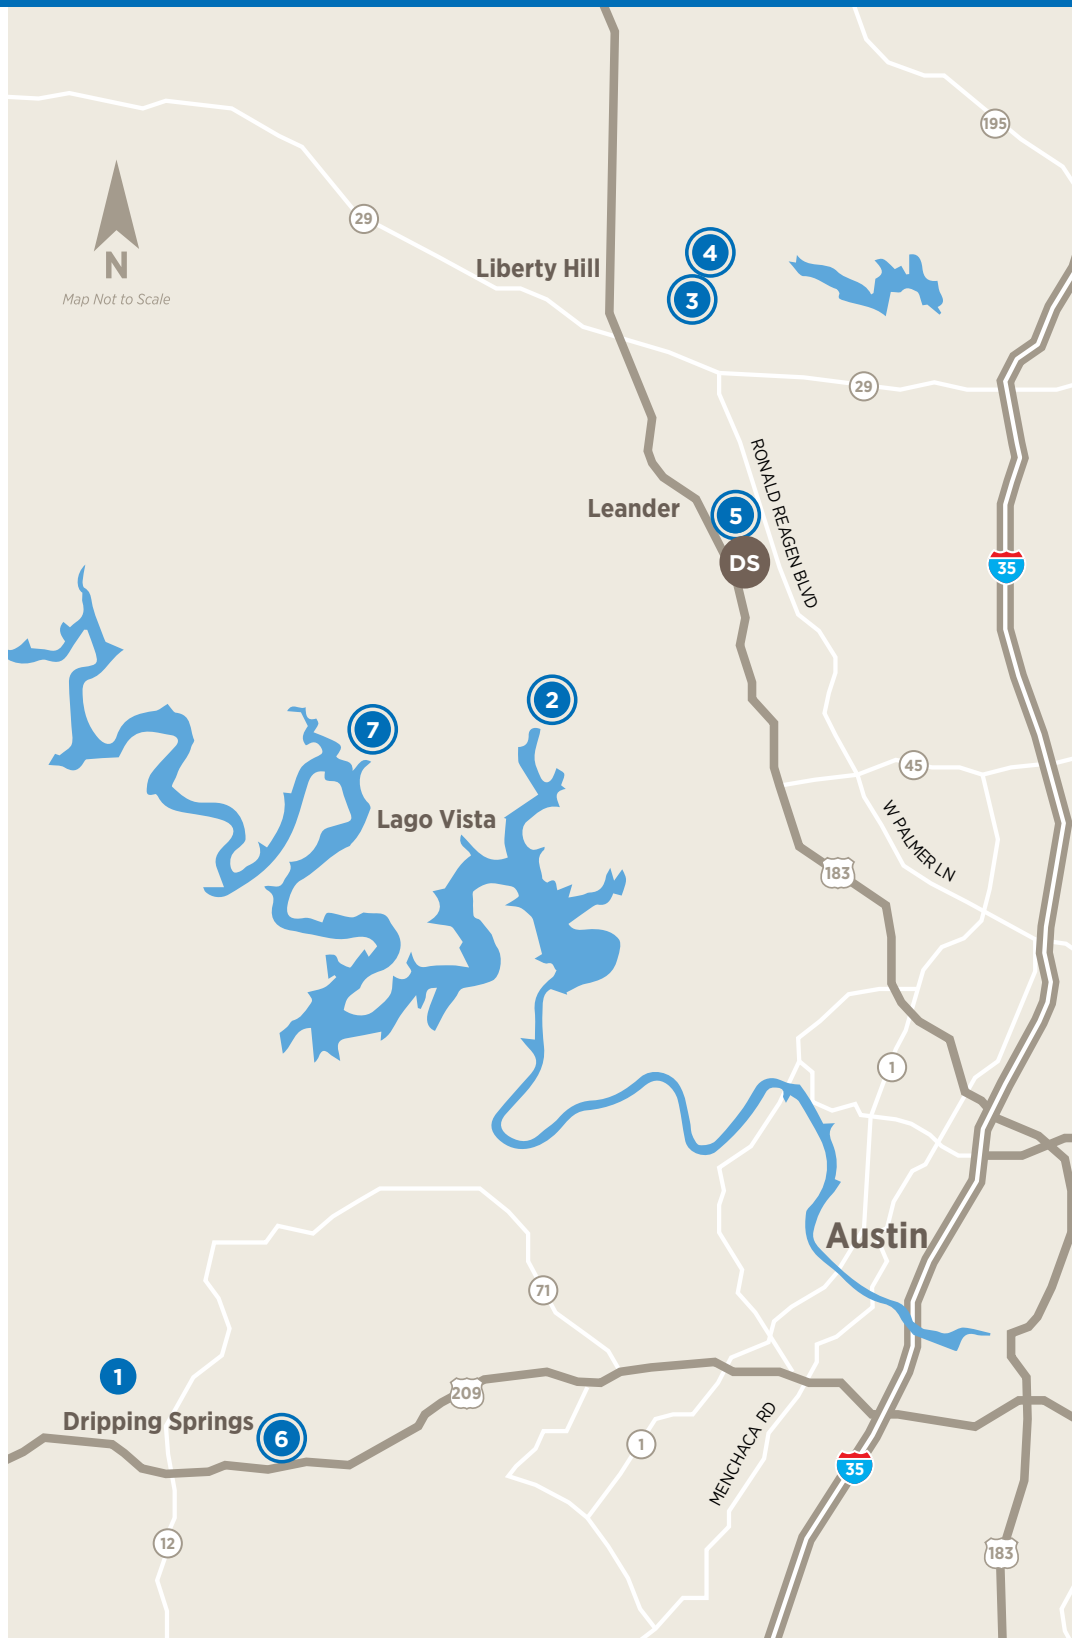 195
29
N
Map Not to Scale
Liberty Hill
4
3
29
RONALD REAGEN BLVD
Leander
5
DS
35
2
7
45
Lago Vista
W PALMER LN
183
1
Austin
71
1
209
Dripping Springs
6
MENCHACA RD
1
35
12
183